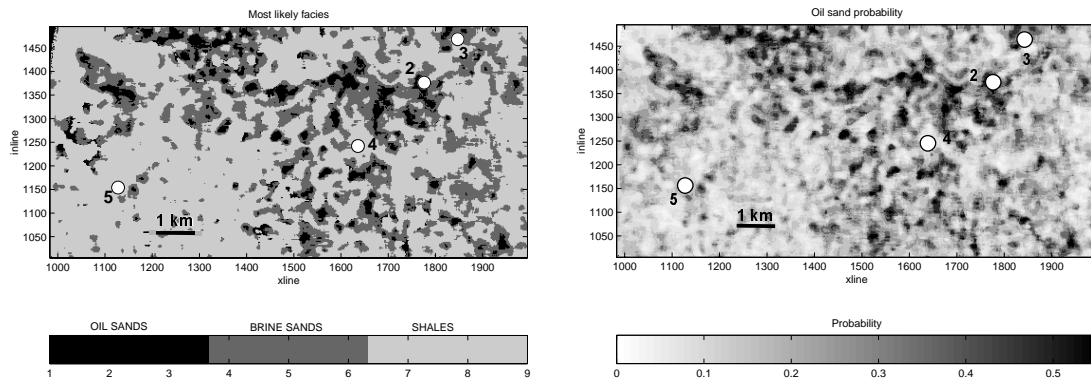 Most likely facies
1450
1400
1350
1300
1250
1200
1150
1100
1050
inline
2
3
4
5
1 km
1000 1100 1200 1300 1400 1500 1600 1700 1800 1900
xline
OIL SANDS BRINE SANDS SHALES
1 2 3 4 5 6 7 8 9
Oil sand probability
1450
1400
1350
1300
1250
1200
1150
1100
1050
inline
3
2
4
5
1 km
1000 1100 1200 1300 1400 1500 1600 1700 1800 1900
xline
Probability
0 0.1 0.2 0.3 0.4 0.5